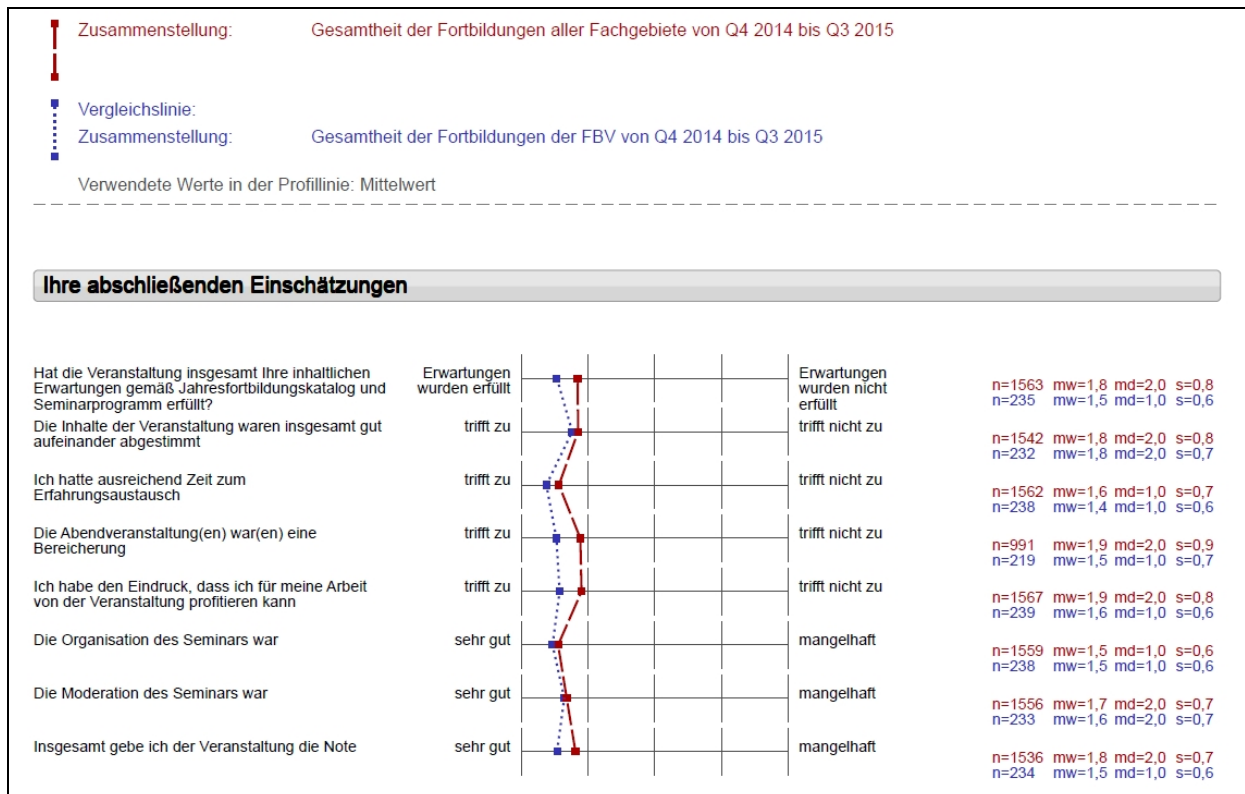 Zusammenstellung: Gesamtheit der Fortbildungen aller Fachgebiete von Q4 2014 bis Q3 2015
Vergleichslinie:
Zusammenstellung: Gesamtheit der Fortbildungen der FBV von Q4 2014 bis Q3 2015
Verwendete Werte in der Profillinie: Mittelwert
Ihre abschließenden Einschätzungen
Hat die Veranstaltung insgesamt Ihre inhaltlichen
Erwartungen gemäß Jahresfortbildungskatalog und
Seminarprogramm erfüllt?
Erwartungen
wurden erfüllt
Erwartungen
wurden nicht
erfüllt
n=1563 mw=1,8 md=2,0 s=0,8
n=235 mw=1,5 md=1,0 s=0,6
Die Inhalte der Veranstaltung waren insgesamt gut
aufeinander abgestimmt
trifft zu
trifft nicht zu
n=1542 mw=1,8 md=2,0 s=0,8
n=232 mw=1,8 md=2,0 s=0,7
Ich hatte ausreichend Zeit zum
Erfahrungsaustausch
trifft zu
trifft nicht zu
n=1562 mw=1,6 md=1,0 s=0,7
n=238 mw=1,4 md=1,0 s=0,6
Die Abendveranstaltung(en) war(en) eine
Bereicherung
trifft zu
trifft nicht zu
n=991 mw=1,9 md=2,0 s=0,9
n=219 mw=1,5 md=1,0 s=0,7
Ich habe den Eindruck, dass ich für meine Arbeit
von der Veranstaltung profitieren kann
trifft zu
trifft nicht zu
n=1567 mw=1,9 md=2,0 s=0,8
n=239 mw=1,6 md=1,0 s=0,6
Die Organisation des Seminars war
sehr gut
mangelhaft
n=1559 mw=1,5 md=1,0 s=0,6
n=238 mw=1,5 md=1,0 s=0,6
Die Moderation des Seminars war
sehr gut
mangelhaft
n=1556 mw=1,7 md=2,0 s=0,7
n=233 mw=1,6 md=2,0 s=0,7
Insgesamt gebe ich der Veranstaltung die Note
sehr gut
mangelhaft
n=1536 mw=1,8 md=2,0 s=0,7
n=234 mw=1,5 md=1,0 s=0,6